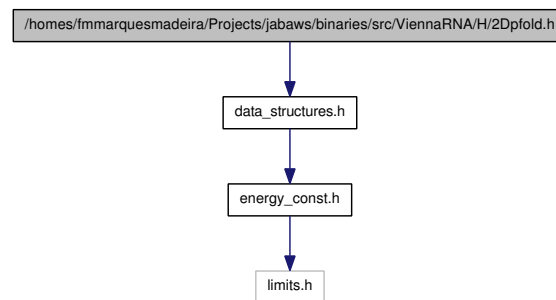 /homes/fmmarquesmadeira/Projects/jabaws/binaries/src/ViennaRNA/H/2Dpfold.h
data_structures.h
energy_const.h
limits.h